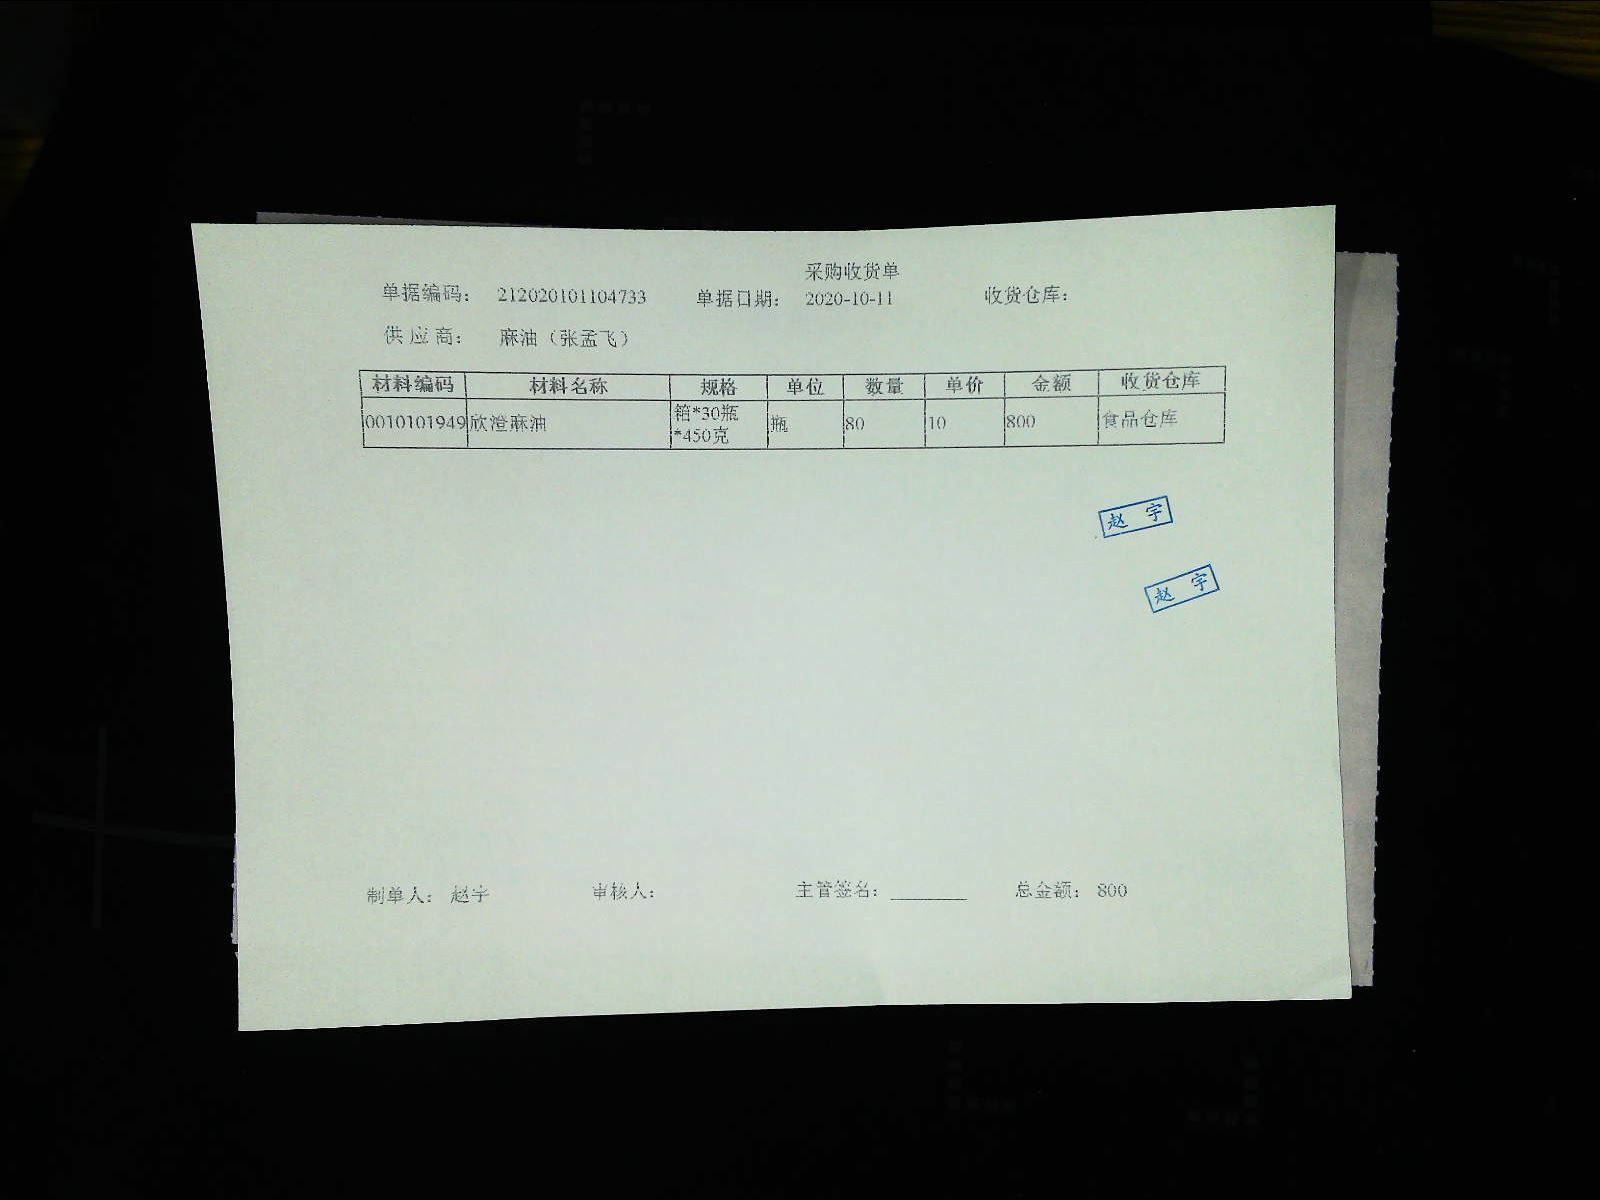 采购收货单
单据编码： 212020101104733 单据日期： 2020-10-11 收货仓库：
供 应 商： 麻油（张孟飞）
材料编码 材料名称 规格 单位 数量 单价 金额 收货仓库
0010101949 欣澄麻油 箱*30瓶*450克 瓶 80 10 800 食品仓库
赵 宇
赵 宇
制单人： 赵宇 审核人： 主管签名： 总金额： 800